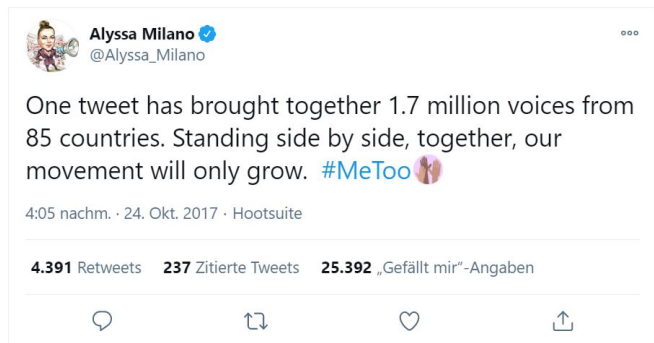 Alyssa Milano
@Alyssa_Milano
One tweet has brought together 1.7 million voices from
85 countries. Standing side by side, together, our
movement will only grow. #MeToo
4:05 nachm. · 24. Okt. 2017 · Hootsuite
4.391 Retweets 237 Zitierte Tweets 25.392 „Gefällt mir“-Angaben